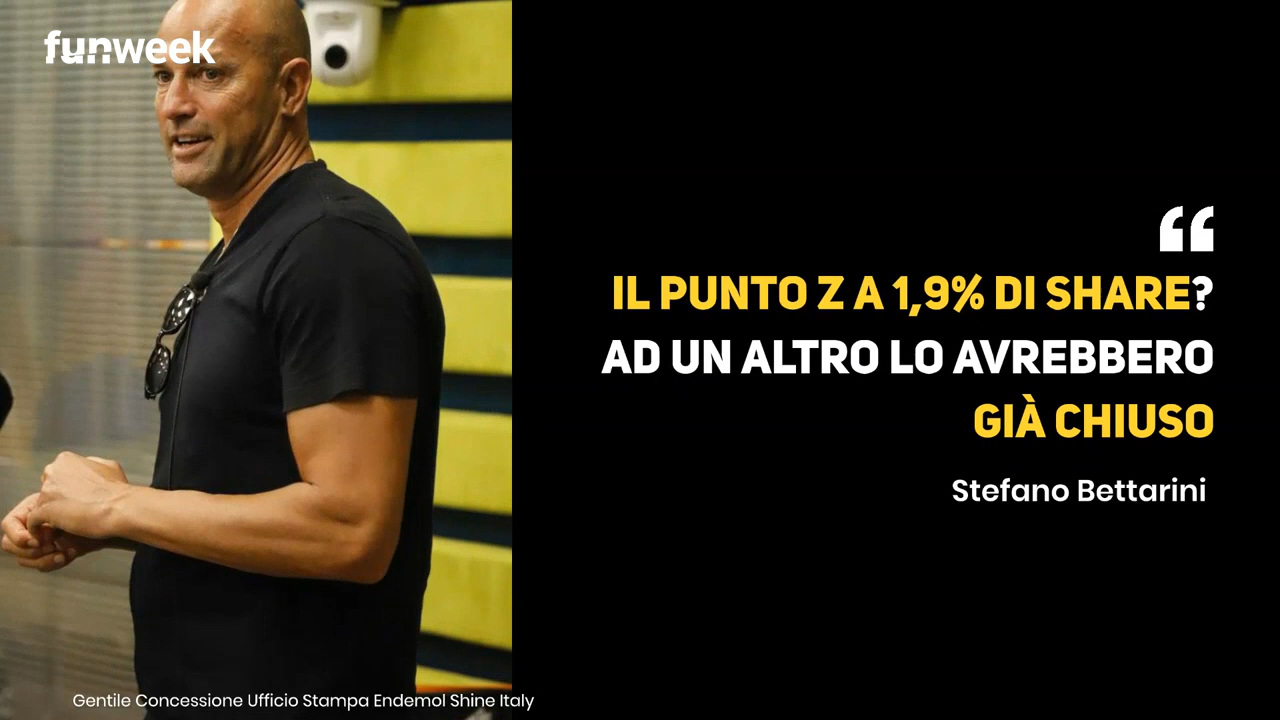 funweek
“
IL PUNTO Z A 1,9% DI SHARE?
AD UN ALTRO LO AVREBBERO
GIÀ CHIUSO
Stefano Bettarini
Gentile Concessione Ufficio Stampa Endemol Shine Italy